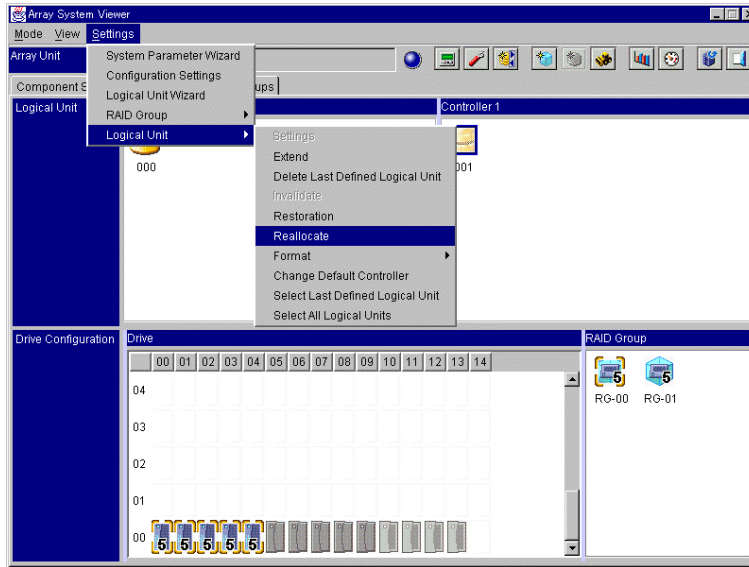 Array System Viewer
Mode View Settings
Array Unit
System Parameter Wizard
Configuration Settings
Logical Unit Wizard
RAID Group
Logical Unit
Component S
ups
Logical Unit
Controller 1
000
001
Settings
Extend
Delete Last Defined Logical Unit
Invalidate
Restoration
Reallocate
Format
Change Default Controller
Select Last Defined Logical Unit
Select All Logical Units
Drive Configuration
Drive
RAID Group
00 01 02 03 04 05 06 07 08 09 10 11 12 13 14
04
03
02
01
00
5 5 5 5 5
5 5
RG-00 RG-01